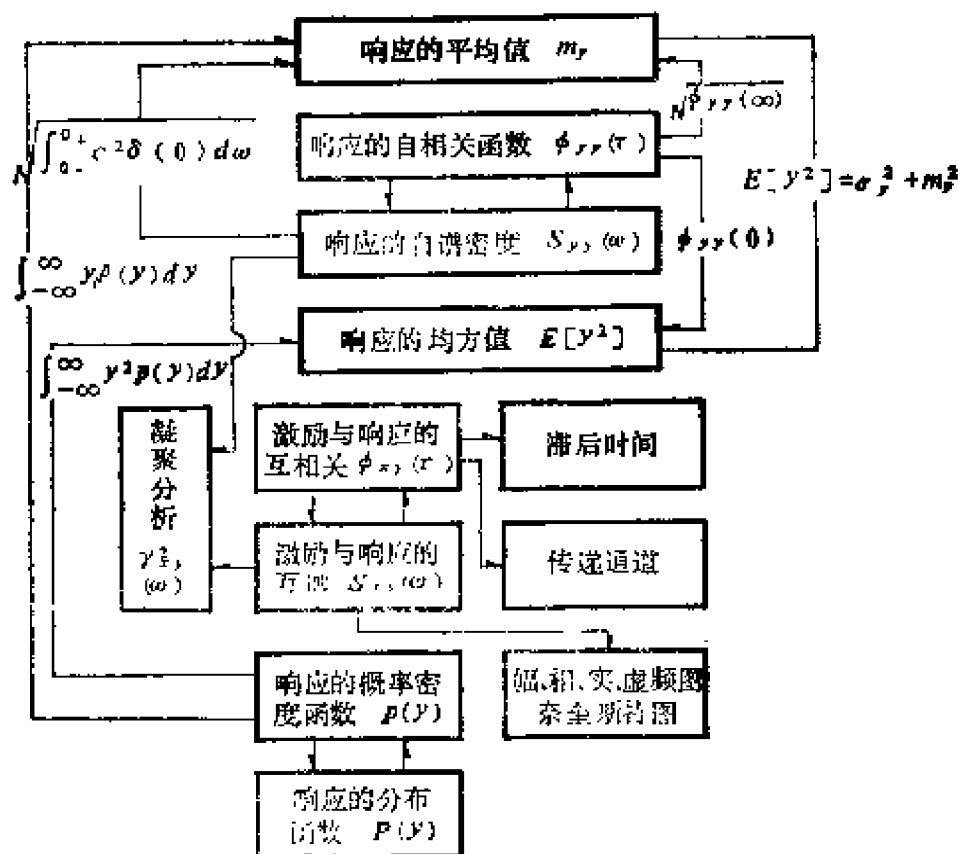 响应的平均值 m_y
√φ_yy(∞)
√∫_{0-}^{0+} c²δ(0)dω
响应的自相关函数 φ_yy(τ)
E[y²]=σ_y²+m_y²
响应的自谱密度 S_yy(ω)
φ_yy(0)
∫_{-∞}^{∞} y p(y)dy
响应的均方值 E[y²]
∫_{-∞}^{∞} y²p(y)dy
凝聚分析
γ²_xy
(ω)
激励与响应的
互相关 φ_xy(τ)
滞后时间
激励与响应的
互谱 S_xy(ω)
传递通道
响应的概率密
度函数 p(y)
幅、相、实、虚频图
奈奎斯特图
响应的分布
函数 P(y)